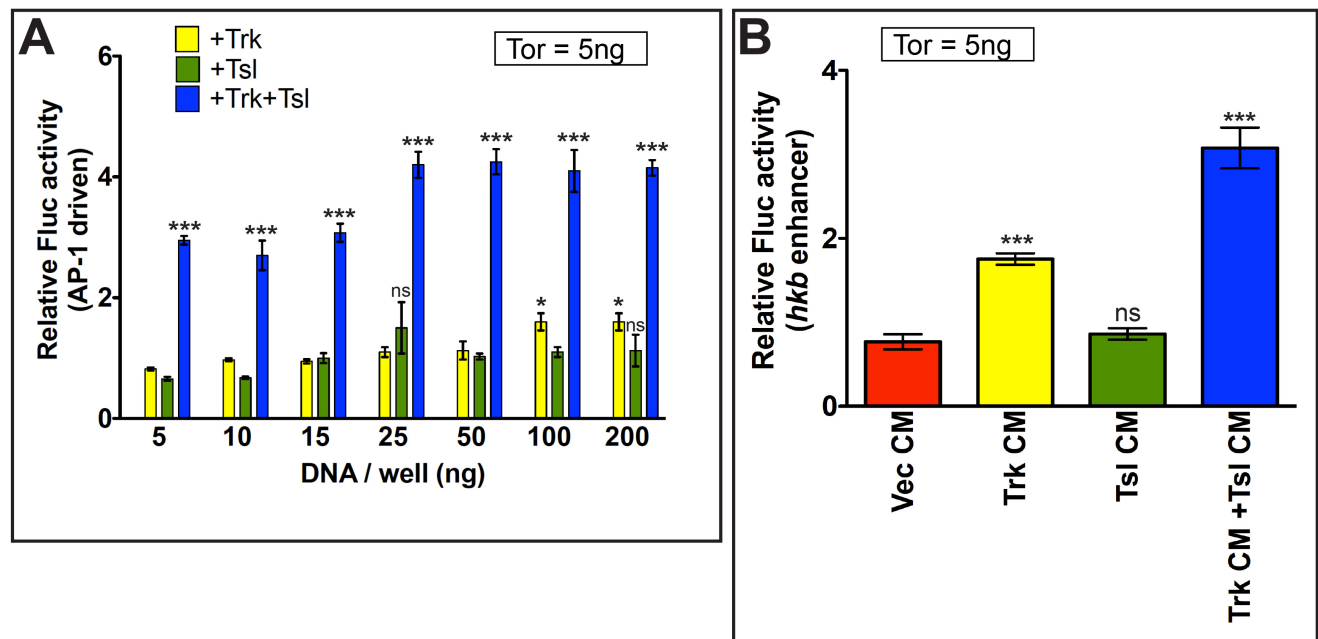 A
+Trk
+Tsl
+Trk+Tsl
Tor = 5ng
Relative Fluc activity
(AP-1 driven)
6
4
2
0
***
***
***
***
***
***
***
ns
*
*
ns
5 10 15 25 50 100 200
DNA / well (ng)
B
Tor = 5ng
Relative Fluc activity
(hkb enhancer)
4
2
0
***
ns
***
Vec CM
Trk CM
Tsl CM
Trk CM +Tsl CM